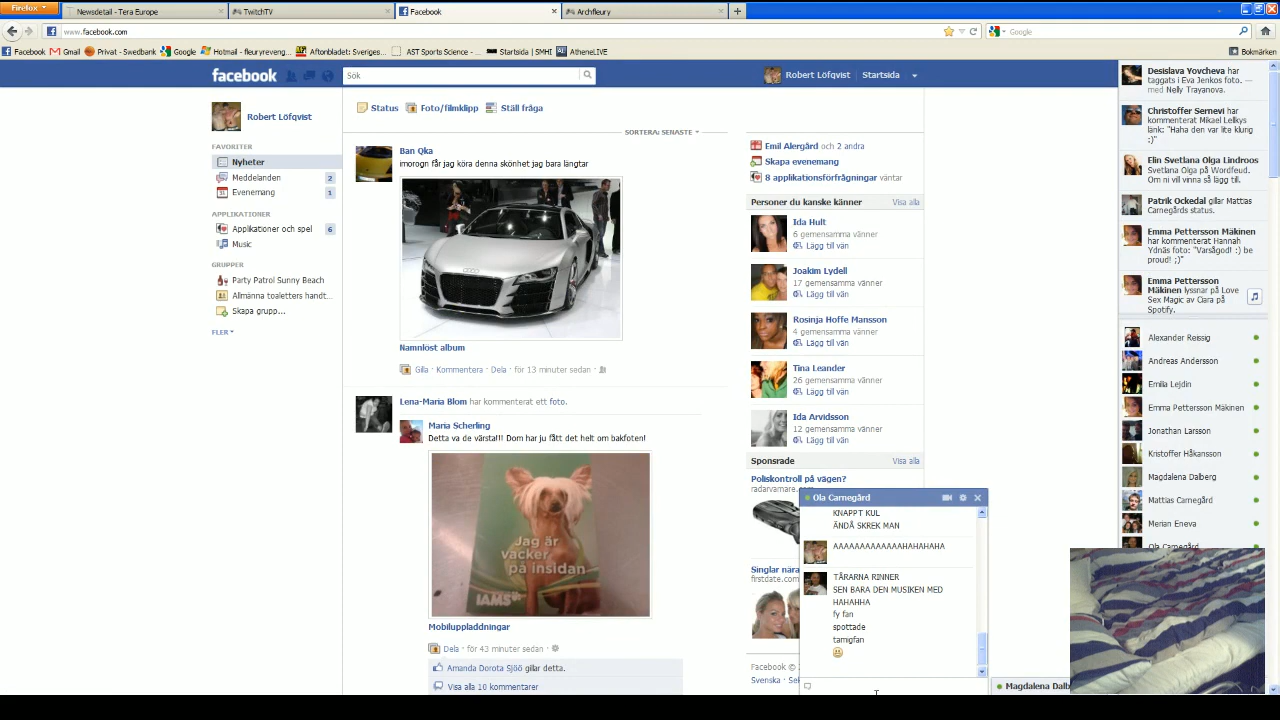 Firefox
Newsdetail - Tera Europe
TwitchTV
Facebook
Archfleury
www.facebook.com
Google
Facebook
Gmail
Privat - Swedbank
Google
Hotmail - fleuryreveng...
Aftonbladet: Sveriges...
AST Sports Science - ...
Startsida | SMHI
AtheneLIVE
Bokmärken
facebook
Sök
Robert Löfqvist
Startsida
Robert Löfqvist
FAVORITER
Nyheter
Meddelanden 2
Evenemang 1
APPLIKATIONER
Applikationer och spel 6
Music
GRUPPER
Party Patrol Sunny Beach
Allmänna toaletters handt...
Skapa grupp...
FLER
Status Foto/filmklipp Ställ fråga
SORTERA: SENASTE
Ban Qka
imorogn får jag köra denna skönhet jag bara längtar
Namnlöst album
Gilla · Kommentera · Dela · för 13 minuter sedan ·
Lena-Maria Blom har kommenterat ett foto.
Maria Scherling
Detta va de värsta!!! Dom har ju fått det helt om bakfoten!
Jag är
vacker
på insidan
IAMS
Mobiluppladdningar
Dela · för 43 minuter sedan ·
Amanda Dorota Sjöö gillar detta.
Visa alla 10 kommentarer
Emil Alergård och 2 andra
Skapa evenemang
8 applikationsförfrågningar väntar
Personer du kanske känner Visa alla
Ida Hult
6 gemensamma vänner
Lägg till vän
Joakim Lydell
17 gemensamma vänner
Lägg till vän
Rosinja Hoffe Mansson
4 gemensamma vänner
Lägg till vän
Tina Leander
26 gemensamma vänner
Lägg till vän
Ida Arvidsson
12 gemensamma vänner
Lägg till vän
Sponsrade Visa alla
Poliskontroll på vägen?
radarvarnare.
Singlar nära
firstdate.com
Facebook ©
Svenska · Sek
Ola Carnegård
KNAPPT KUL
ÄNDÅ SKREK MAN
AAAAAAAAAAAAAHAHAHAHA
TÅRARNA RINNER
SEN BARA DEN MUSIKEN MED
HAHAHHA
fy fan
spottade
tamigfan
Magdalena Dalb
Desislava Yovcheva har
taggats i Eva Jenkos foto. —
med Nelly Trayanova.
Christoffer Sernevi har
kommenterat Mikael Lellkys
länk: "Haha den var lite klurig
;)"
Elin Svetlana Olga Lindroos
Svetlana Olga på Wordfeud.
Om ni vill vinna så lägg till.
Patrik Ockedal gillar Mattias
Carnegårds status.
Emma Pettersson Mäkinen
har kommenterat Hannah
Ydnäs foto: "Varsågod! :) be
proud! ;)"
Emma Pettersson
Mäkinen lyssnar på Love
Sex Magic av Ciara på
Spotify.
Alexander Reissig
Andreas Andersson
Emilia Lejdin
Emma Pettersson Mäkinen
Jonathan Larsson
Kristoffer Håkansson
Magdalena Dalberg
Mattias Carnegård
Merian Eneva
Ola Carnegård